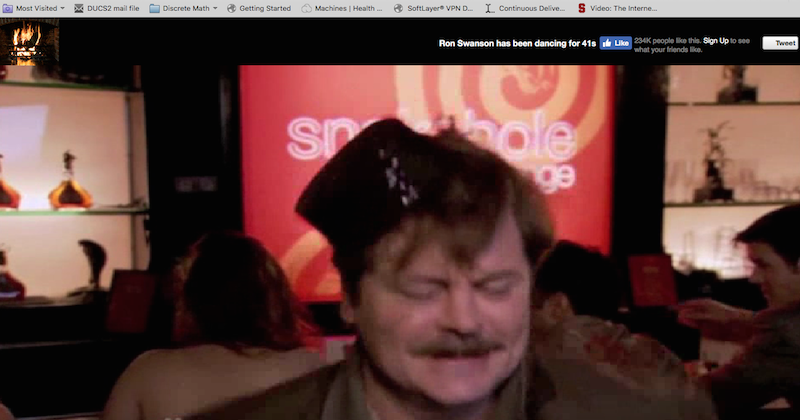 Most Visited DUCS2 mail file Discrete Math Getting Started Machines | Health ... SoftLayer® VPN D... Continuous Delive... S Video: The Interne...
Ron Swanson has been dancing for 41s Like 234K people like this. Sign Up to see
what your friends like. Tweet
hole